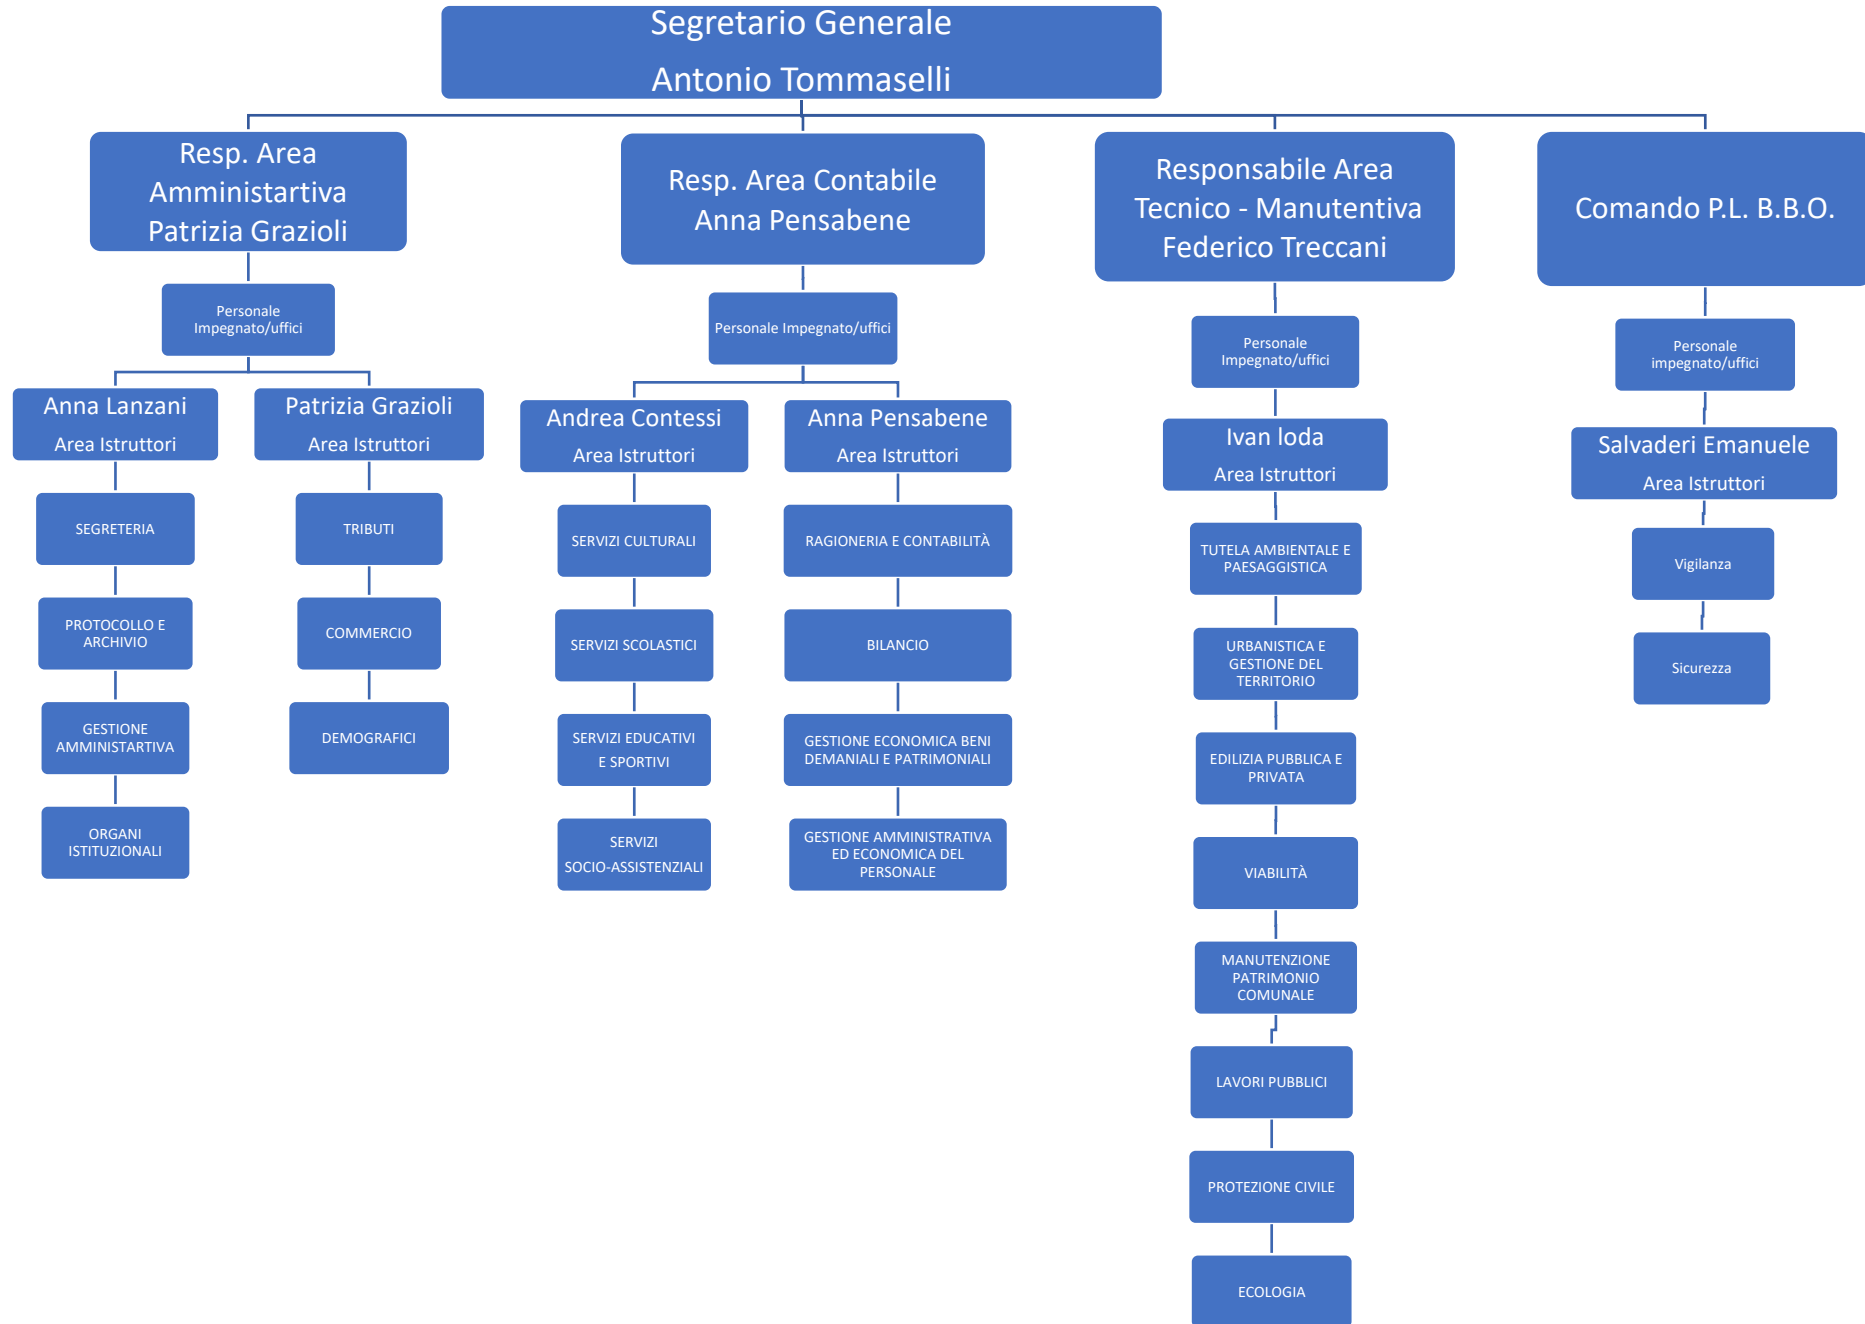 Segretario Generale
Antonio Tommaselli
Resp. Area
Amministartiva
Patrizia Grazioli
Resp. Area Contabile
Anna Pensabene
Responsabile Area
Tecnico - Manutentiva
Federico Treccani
Comando P.L. B.B.O.
Personale
Impegnato/uffici
Personale Impegnato/uffici
Personale
Impegnato/uffici
Personale
impegnato/uffici
Anna Lanzani
Area Istruttori
Patrizia Grazioli
Area Istruttori
Andrea Contessi
Area Istruttori
Anna Pensabene
Area Istruttori
Ivan loda
Area Istruttori
Salvaderi Emanuele
Area Istruttori
SEGRETERIA
PROTOCOLLO E
ARCHIVIO
GESTIONE
AMMINISTARTIVA
ORGANI
ISTITUZIONALI
TRIBUTI
COMMERCIO
DEMOGRAFICI
SERVIZI CULTURALI
SERVIZI SCOLASTICI
SERVIZI EDUCATIVI
E SPORTIVI
SERVIZI
SOCIO-ASSISTENZIALI
RAGIONERIA E CONTABILITÀ
BILANCIO
GESTIONE ECONOMICA BENI
DEMANIALI E PATRIMONIALI
GESTIONE AMMINISTRATIVA
ED ECONOMICA DEL
PERSONALE
TUTELA AMBIENTALE E
PAESAGGISTICA
URBANISTICA E
GESTIONE DEL
TERRITORIO
EDILIZIA PUBBLICA E
PRIVATA
VIABILITÀ
MANUTENZIONE
PATRIMONIO
COMUNALE
LAVORI PUBBLICI
PROTEZIONE CIVILE
ECOLOGIA
Vigilanza
Sicurezza